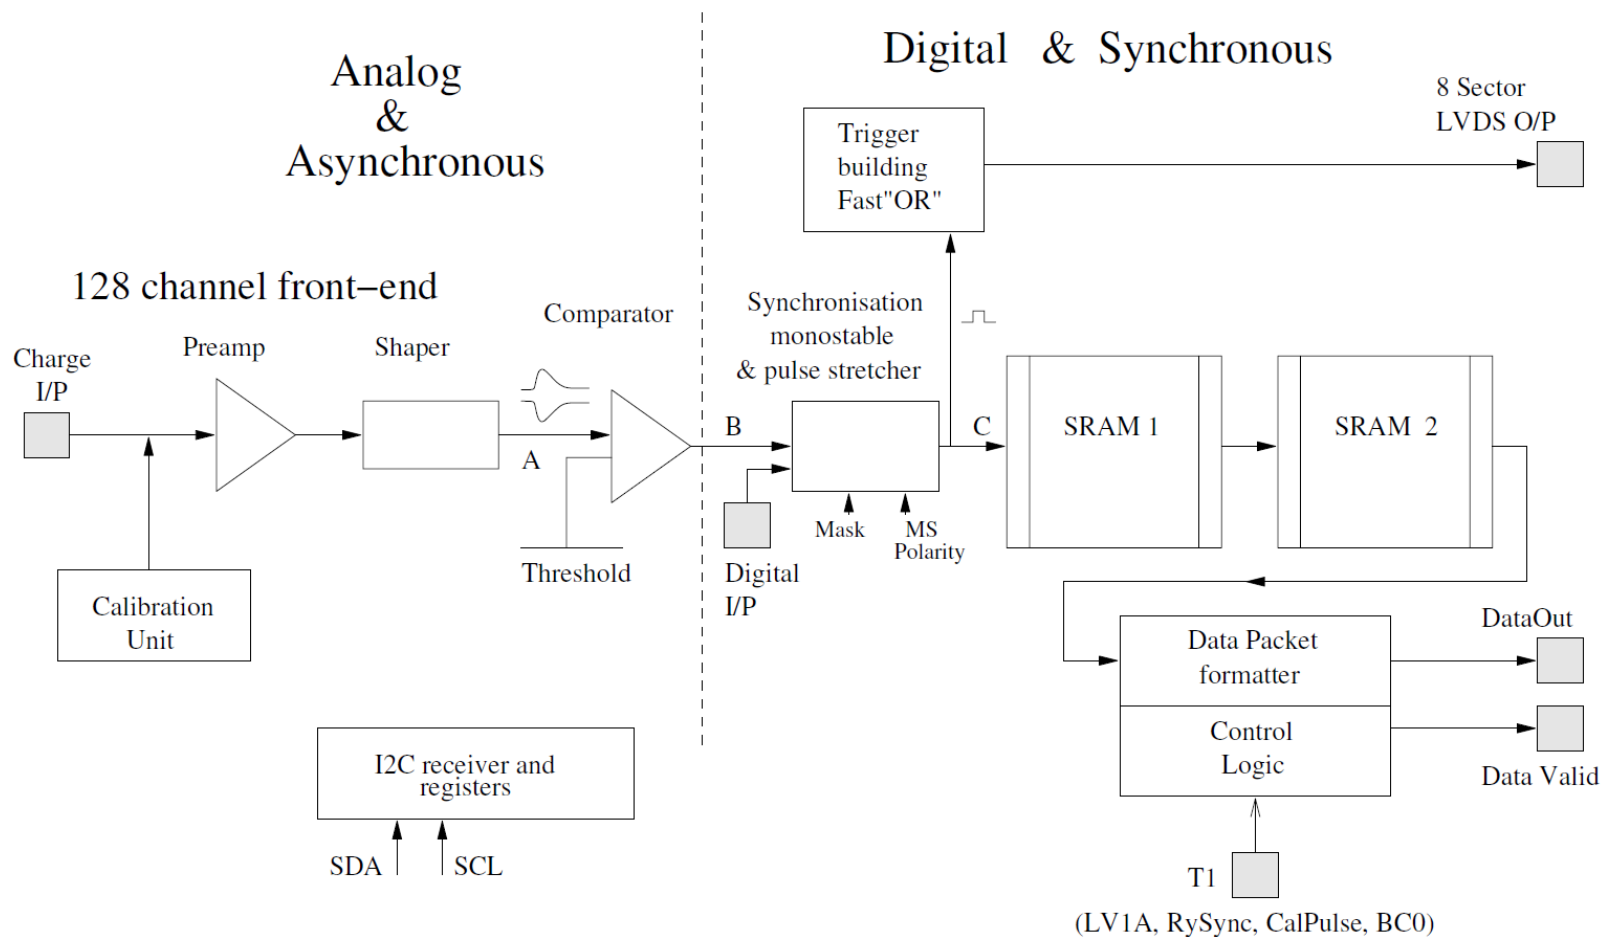 Analog
&
Asynchronous
Digital & Synchronous
8 Sector
LVDS O/P
Trigger
building
Fast"OR"
128 channel front−end
Charge
I/P
Preamp
Shaper
Comparator
Synchronisation
monostable
& pulse stretcher
A
B
C
SRAM 1
SRAM 2
Threshold
Digital
I/P
Mask
MS
Polarity
Calibration
Unit
Data Packet
formatter
Control
Logic
DataOut
Data Valid
I2C receiver and
registers
SDA
SCL
T1
(LV1A, RySync, CalPulse, BC0)